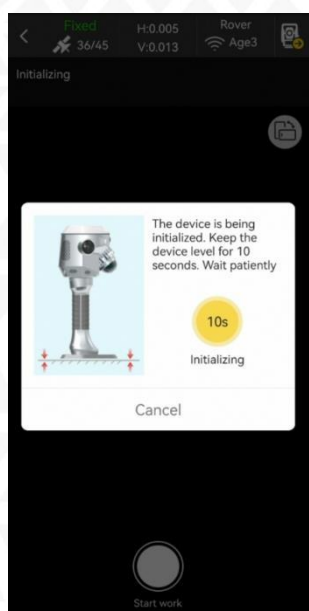 Fixed
36/45
H:0.005
V:0.013
Rover
Age3
Initializing
The device is being
initialized. Keep the
device level for 10
seconds. Wait patiently
10s
Initializing
Cancel
Start work